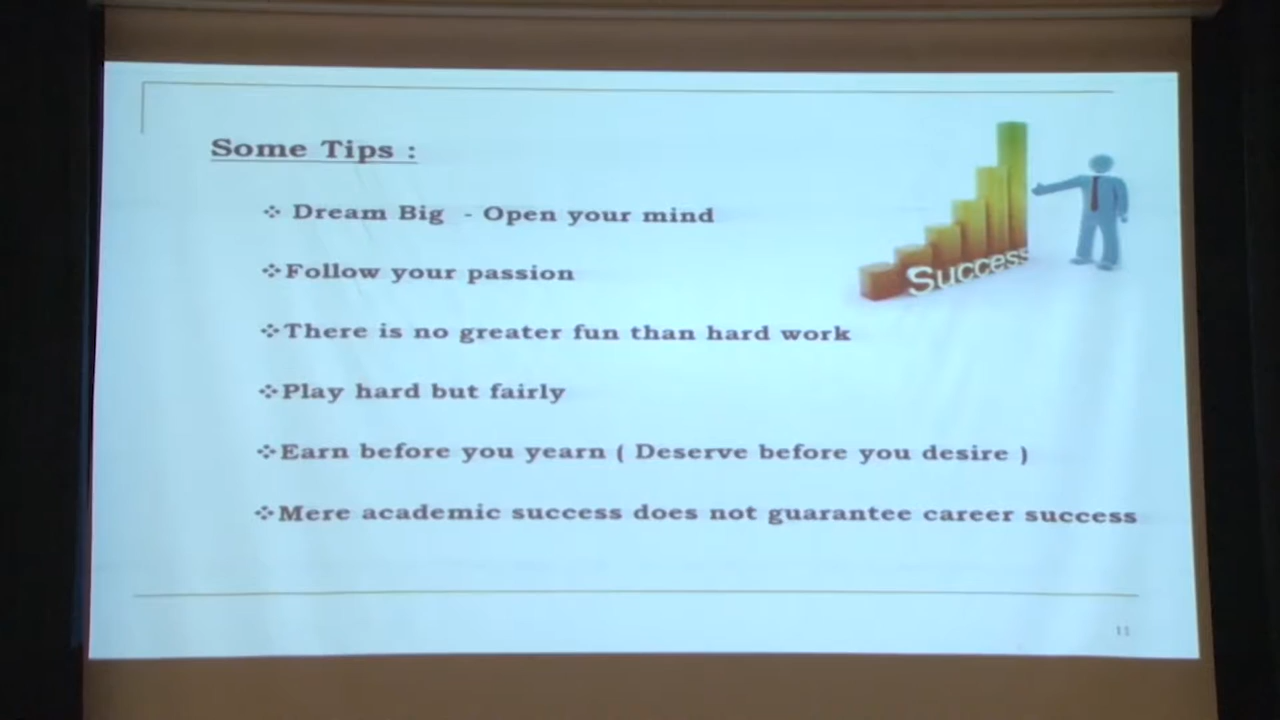 Some Tips :
Dream Big - Open your mind
Follow your passion
There is no greater fun than hard work
Play hard but fairly
Earn before you yearn ( Deserve before you desire )
Mere academic success does not guarantee career success
Success
11